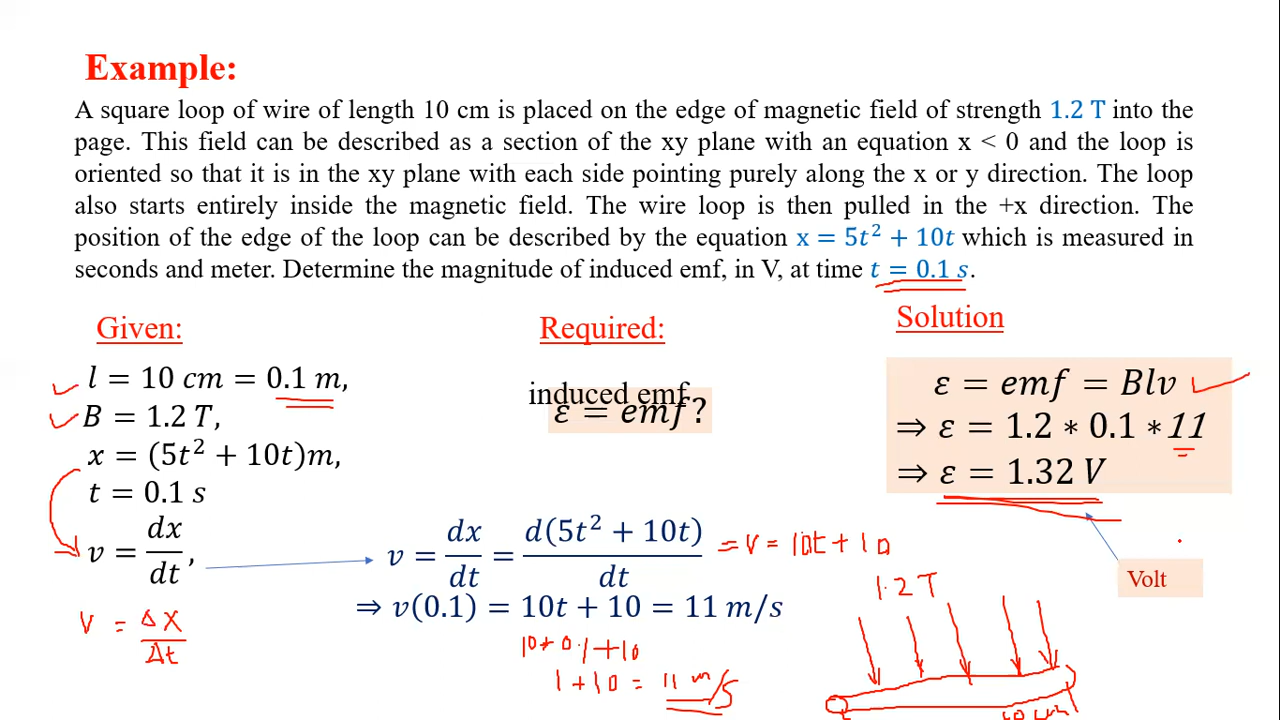 Example:
A square loop of wire of length 10 cm is placed on the edge of magnetic field of strength 1.2 T into the
page. This field can be described as a section of the xy plane with an equation x < 0 and the loop is
oriented so that it is in the xy plane with each side pointing purely along the x or y direction. The loop
also starts entirely inside the magnetic field. The wire loop is then pulled in the +x direction. The
position of the edge of the loop can be described by the equation x = 5t² + 10t which is measured in
seconds and meter. Determine the magnitude of induced emf, in V, at time t = 0.1 s.
Given:
l = 10 cm = 0.1 m,
B = 1.2 T,
x = (5t² + 10t)m,
t = 0.1 s
v = dx/dt,
V = Δx/Δt
Required:
induced emf
ε = emf?
Solution
ε = emf = Blv
⇒ ε = 1.2 * 0.1 * 11
⇒ ε = 1.32 V
Volt
v = dx/dt = d(5t² + 10t)/dt = V = 10t + 10
⇒ v(0.1) = 10t + 10 = 11 m/s
10* 0.1 + 10
1 + 10 = 11 m/s
1.2 T